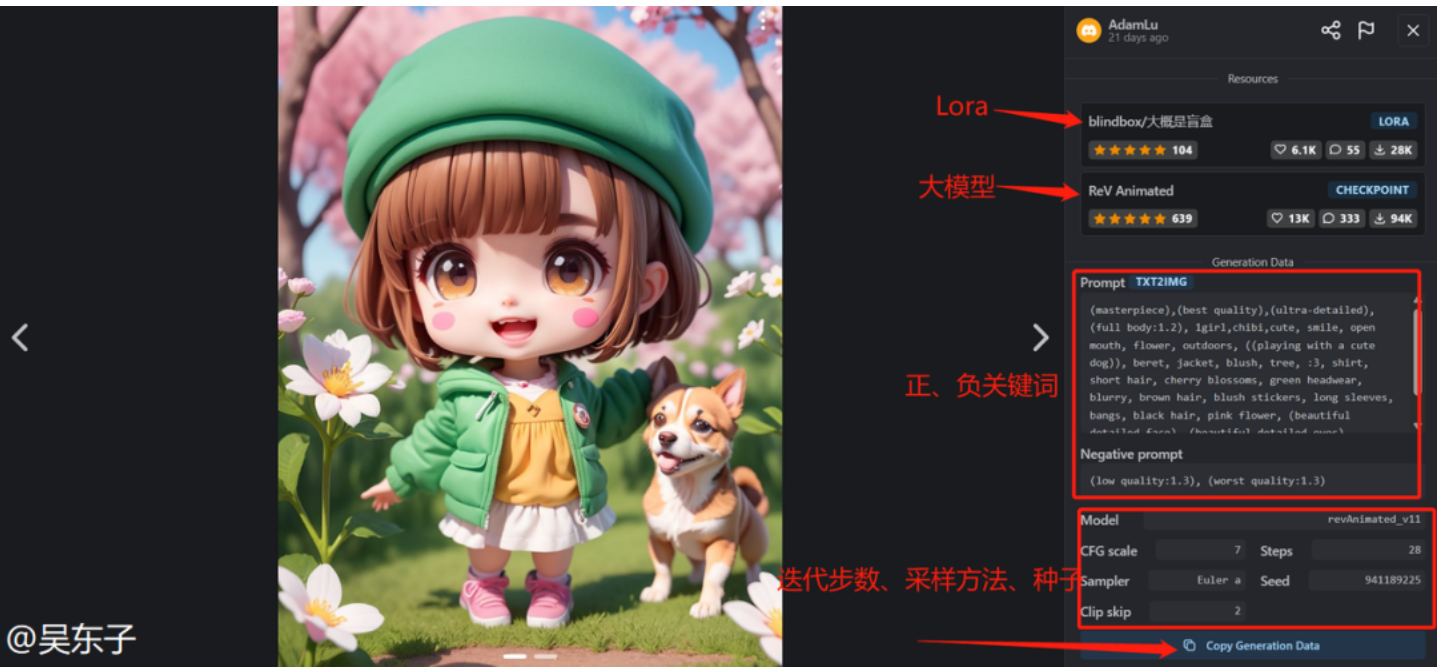 AdamLu
21 days ago
Resources
Lora
blindbox/大概是盲盒
LORA
104
6.1K
55
28K
大模型
ReV Animated
CHECKPOINT
639
13K
333
94K
Generation Data
Prompt TXT2IMG
(masterpiece),(best quality),(ultra-detailed),
(full body:1.2), 1girl,chibi,cute, smile, open
mouth, flower, outdoors, ((playing with a cute
dog)), beret, jacket, blush, tree, :3, shirt,
short hair, cherry blossoms, green headwear,
blurry, brown hair, blush stickers, long sleeves,
bangs, black hair, pink flower, (beautiful
detailed face), (beautiful detailed eyes)
正、负关键词
Negative prompt
(low quality:1.3), (worst quality:1.3)
Model revAnimated_v11
CFG scale 7 Steps 28
迭代步数、采样方法、种子
Sampler Euler a Seed 941189225
Clip skip 2
Copy Generation Data
@吴东子